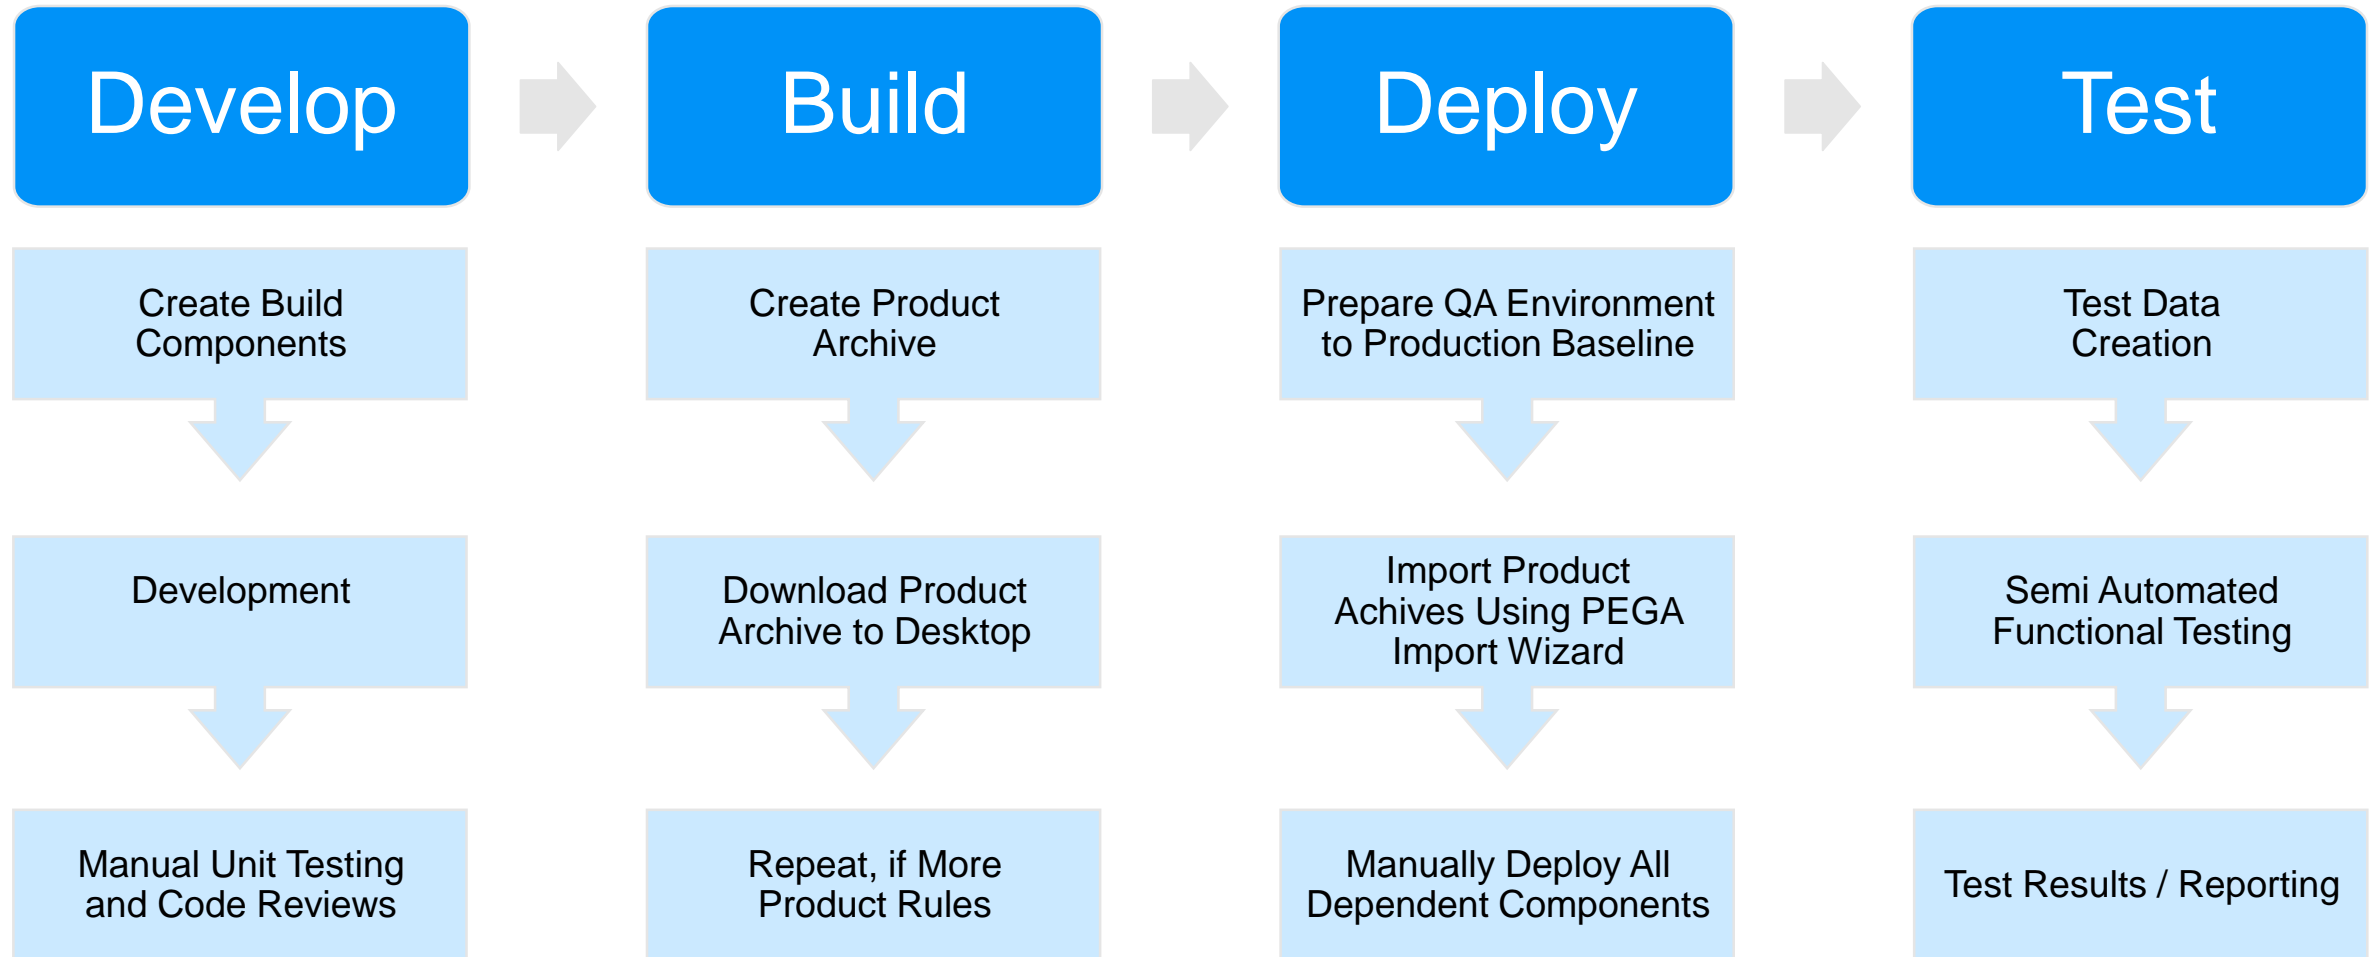 Develop
Build
Deploy
Test
Create Build
Components
Create Product
Archive
Prepare QA Environment
to Production Baseline
Test Data
Creation
Development
Download Product
Archive to Desktop
Import Product
Achives Using PEGA
Import Wizard
Semi Automated
Functional Testing
Manual Unit Testing
and Code Reviews
Repeat, if More
Product Rules
Manually Deploy All
Dependent Components
Test Results / Reporting